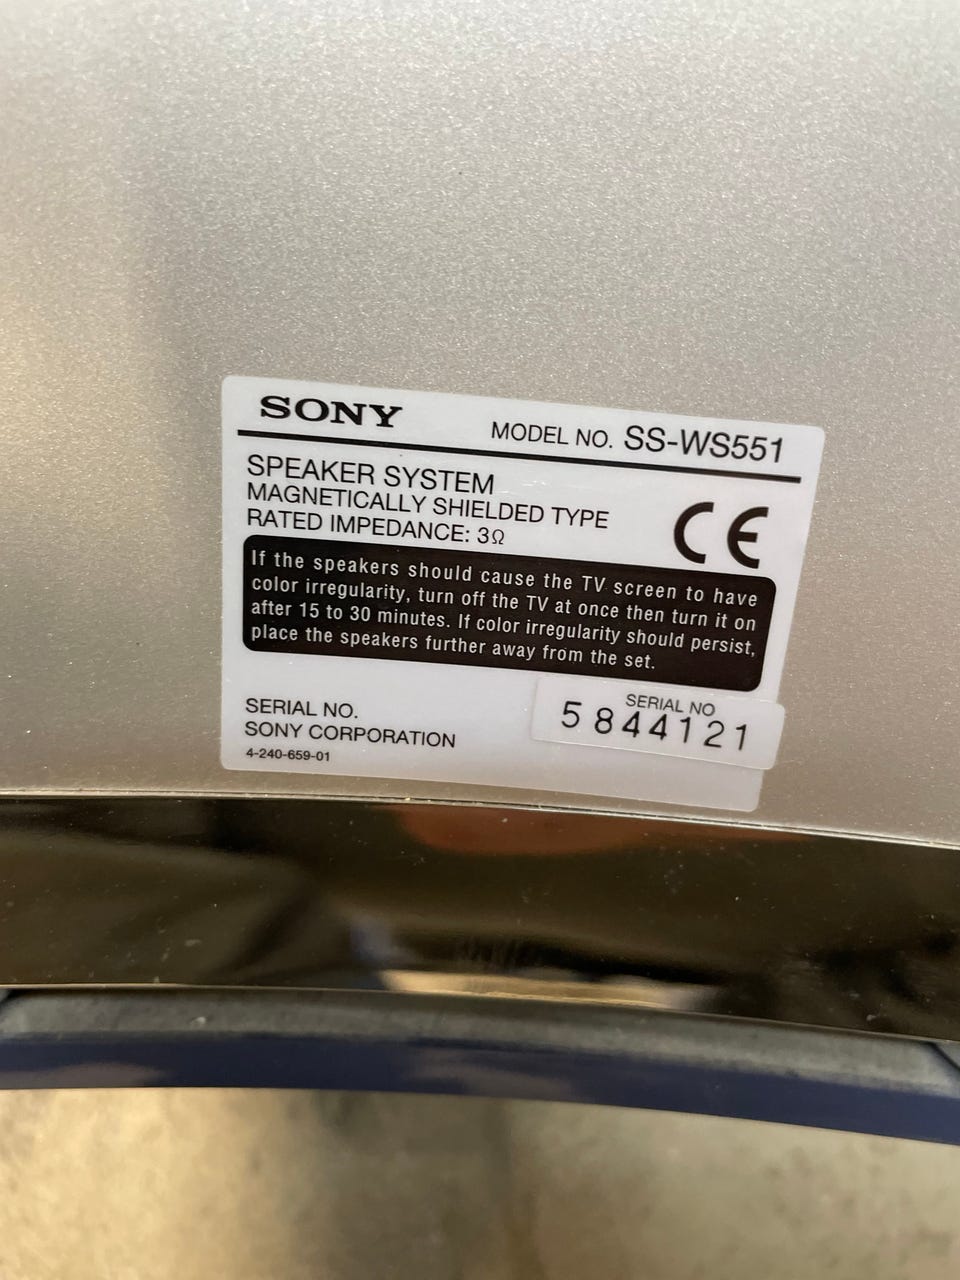 SONY
MODEL NO. SS-WS551
SPEAKER SYSTEM
MAGNETICALLY SHIELDED TYPE
RATED IMPEDANCE: 3Ω
CE
If the speakers should cause the TV screen to have
color irregularity, turn off the TV at once then turn it on
after 15 to 30 minutes. If color irregularity should persist,
place the speakers further away from the set.
SERIAL NO.
SERIAL NO
5844121
SONY CORPORATION
4-240-659-01